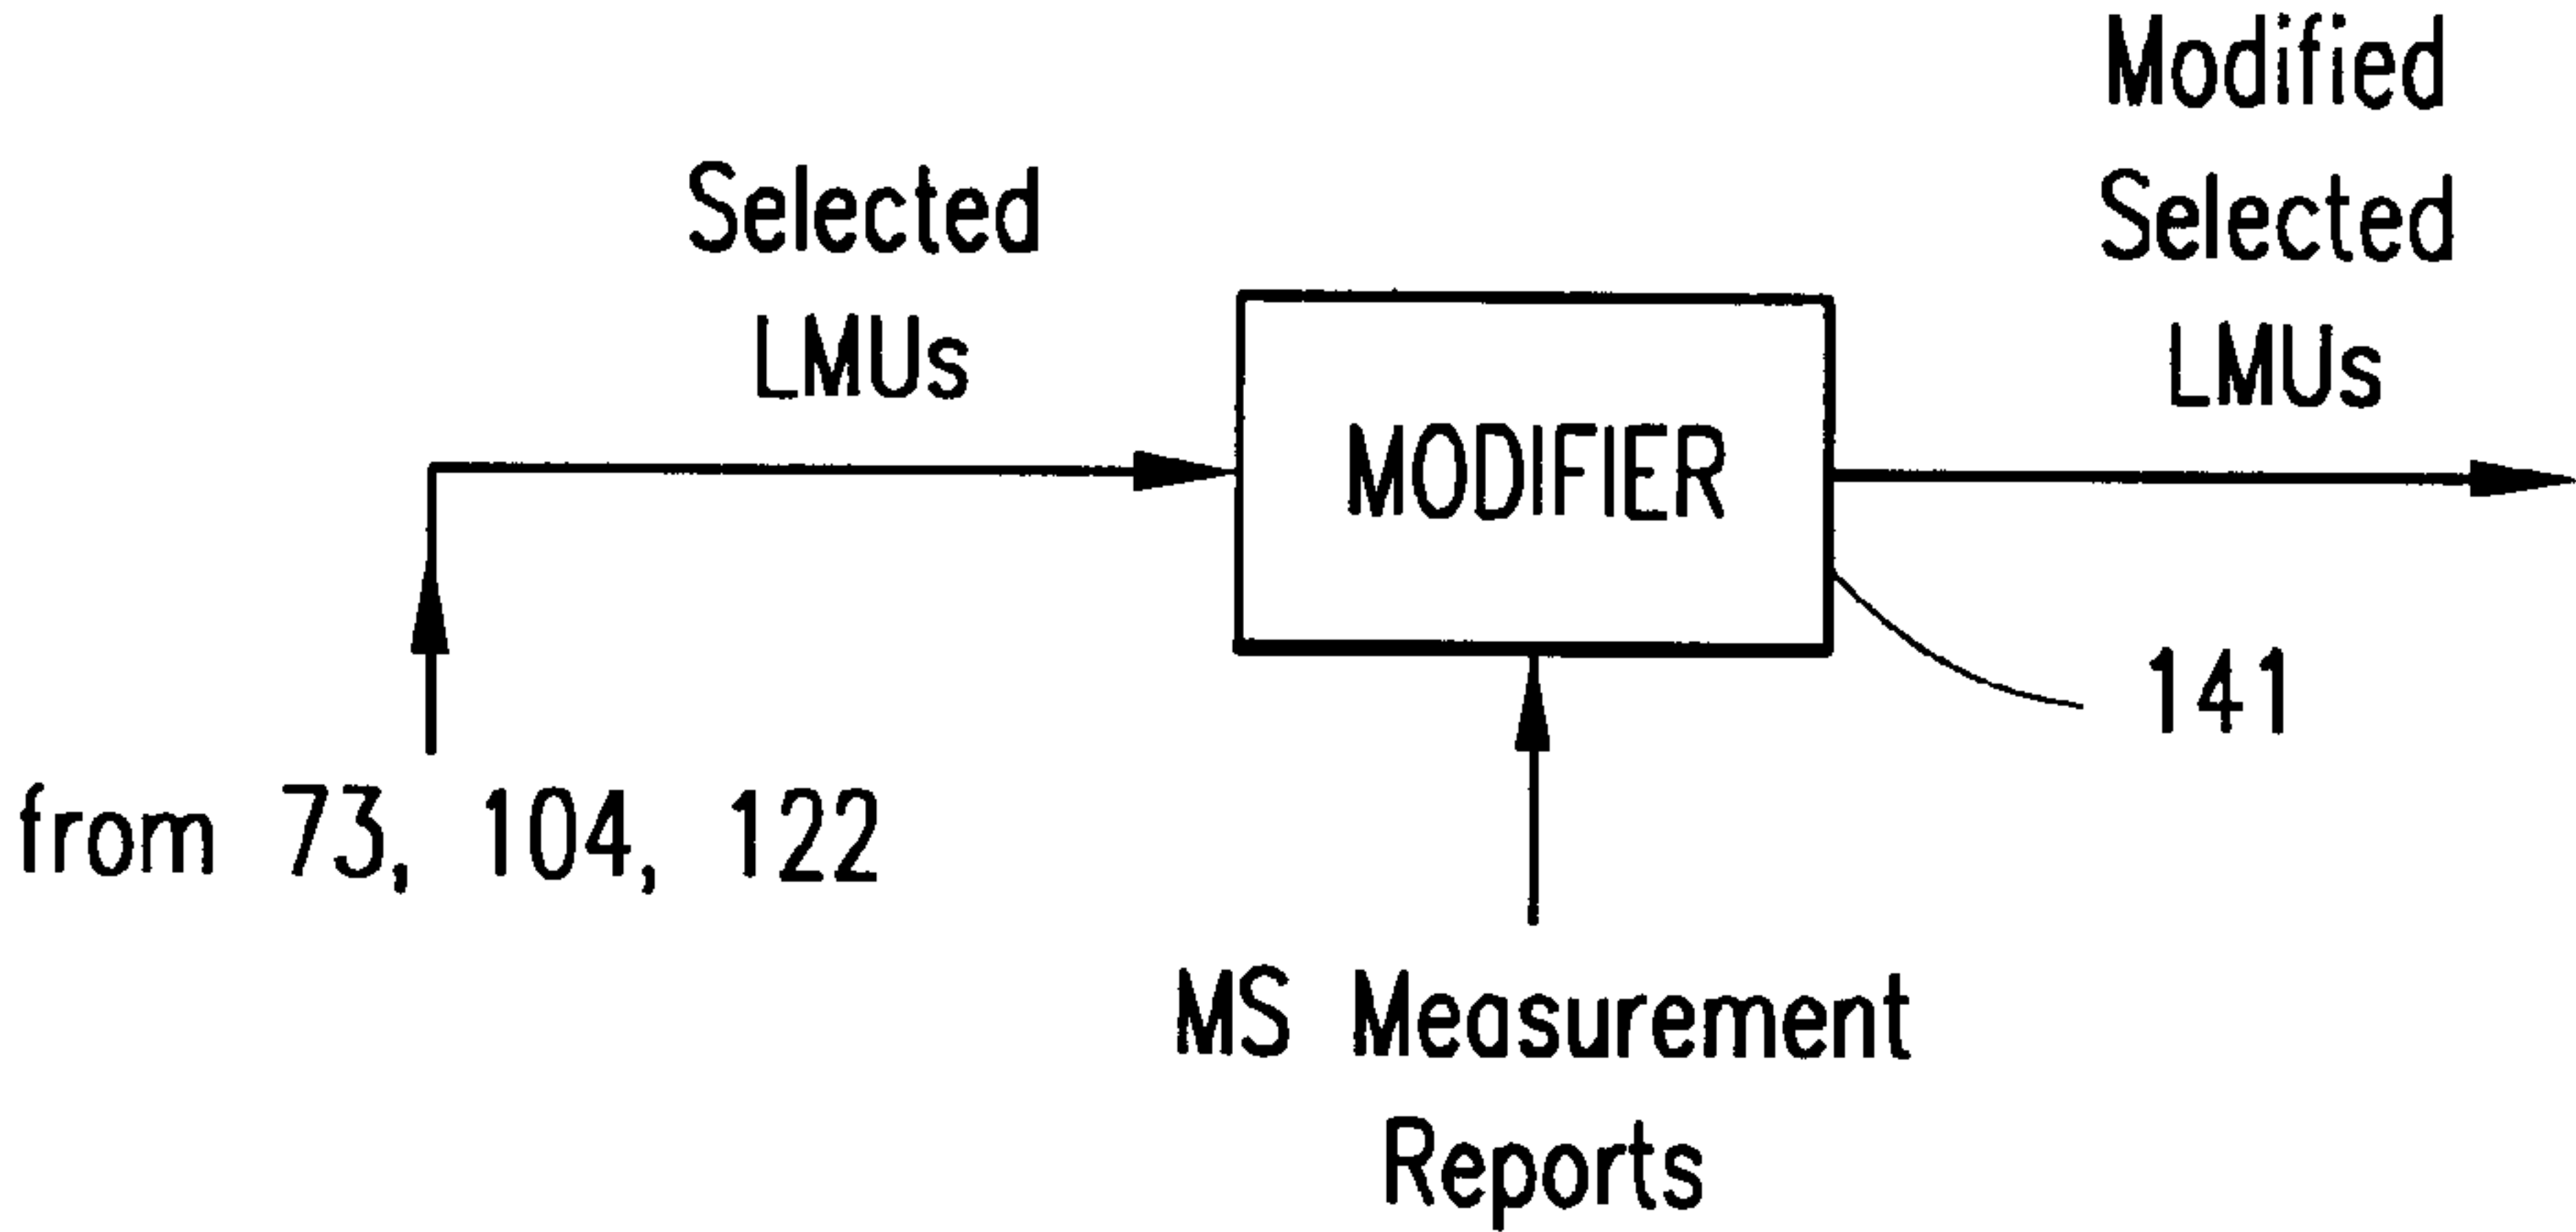 Modified
Selected
LMUs
Selected
LMUs
MODIFIER
141
from 73, 104, 122
MS Measurement
Reports